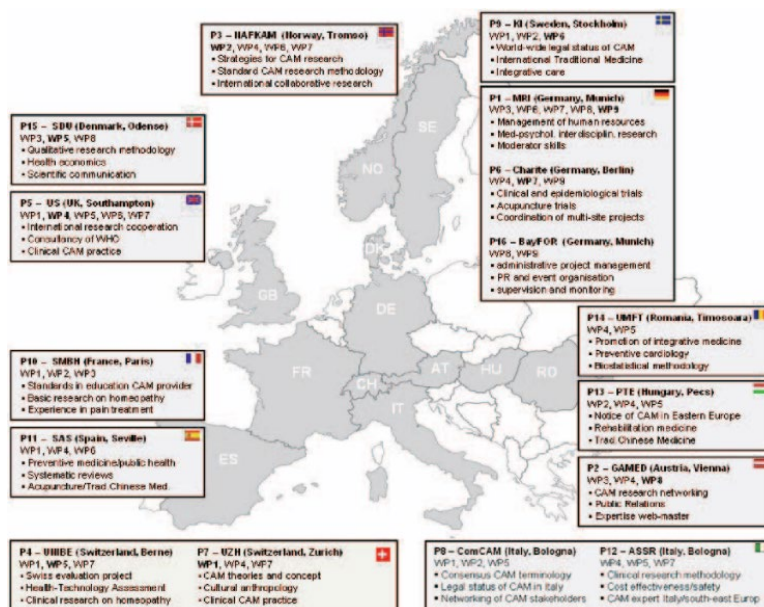 P3 – NAFKAM (Norway, Tromso)
WP2, WP4, WP6, WP7
• Strategies for CAM research
• Standard CAM research methodology
• International collaborative research
P9 – KI (Sweden, Stockholm)
WP1, WP2, WP6
• World-wide legal status of CAM
• International Traditional Medicine
• Integrative care
P1 – MRI (Germany, Munich)
WP3, WP6, WP7, WP8, WP9
• Management of human resources
• Med-psychol. interdisciplin. research
• Moderator skills
P6 – Charite (Germany, Berlin)
WP4, WP7, WP9
• Clinical and epidemiological trials
• Acupuncture trials
• Coordination of multi-site projects
P16 – BayFOR (Germany, Munich)
WP8, WP9
• administrative project management
• PR and event organisation
• supervision and monitoring
P15 – SDU (Denmark, Odense)
WP3, WP5, WP8
• Qualitative research methodology
• Health economics
• Scientific communication
P5 – US (UK, Southampton)
WP1, WP4, WP5, WP6, WP7
• International research cooperation
• Consultancy of WHO
• Clinical CAM practice
SE
NO
DK
GB
DE
FR
CH
AT
HU
RO
IT
ES
P14 – UMFT (Romania, Timosoara)
WP4, WP5
• Promotion of integrative medicine
• Preventive cardiology
• Biostatistical methodology
P10 – SMBH (France, Paris)
WP1, WP2, WP3
• Standards in education CAM provider
• Basic research on homeopathy
• Experience in pain treatment
P13 – PTE (Hungary, Pecs)
WP2, WP4, WP5
• Notice of CAM in Eastern Europe
• Rehabilitation medicine
• Trad.Chinese Medicine
P11 – SAS (Spain, Seville)
WP1, WP4, WP6
• Preventive medicine/public health
• Systematic reviews
• Acupuncture/Trad Chinese Med.
P2 – GAMED (Austria, Vienna)
WP3, WP4, WP8
• CAM research networking
• Public Relations
• Expertise web-master
P4 – UNIBE (Switzerland, Berne)
WP1, WP5, WP7
• Swiss evaluation project
• Health-Technology Assessment
• Clinical research on homeopathy
P7 – UZH (Switzerland, Zurich)
WP1, WP4, WP7
• CAM theories and concept
• Cultural anthropology
• Clinical CAM practice
P8 – ComCAM (Italy, Bologna)
WP1, WP2, WP5
• Consensus CAM terminology
• Legal status of CAM in Italy
• Networking of CAM stakeholders
P12 – ASSR (Italy, Bologna)
WP4, WP5, WP7
• Clinical research methodology
• Cost effectiveness/safety
• CAM expert Italy/south-east Europ